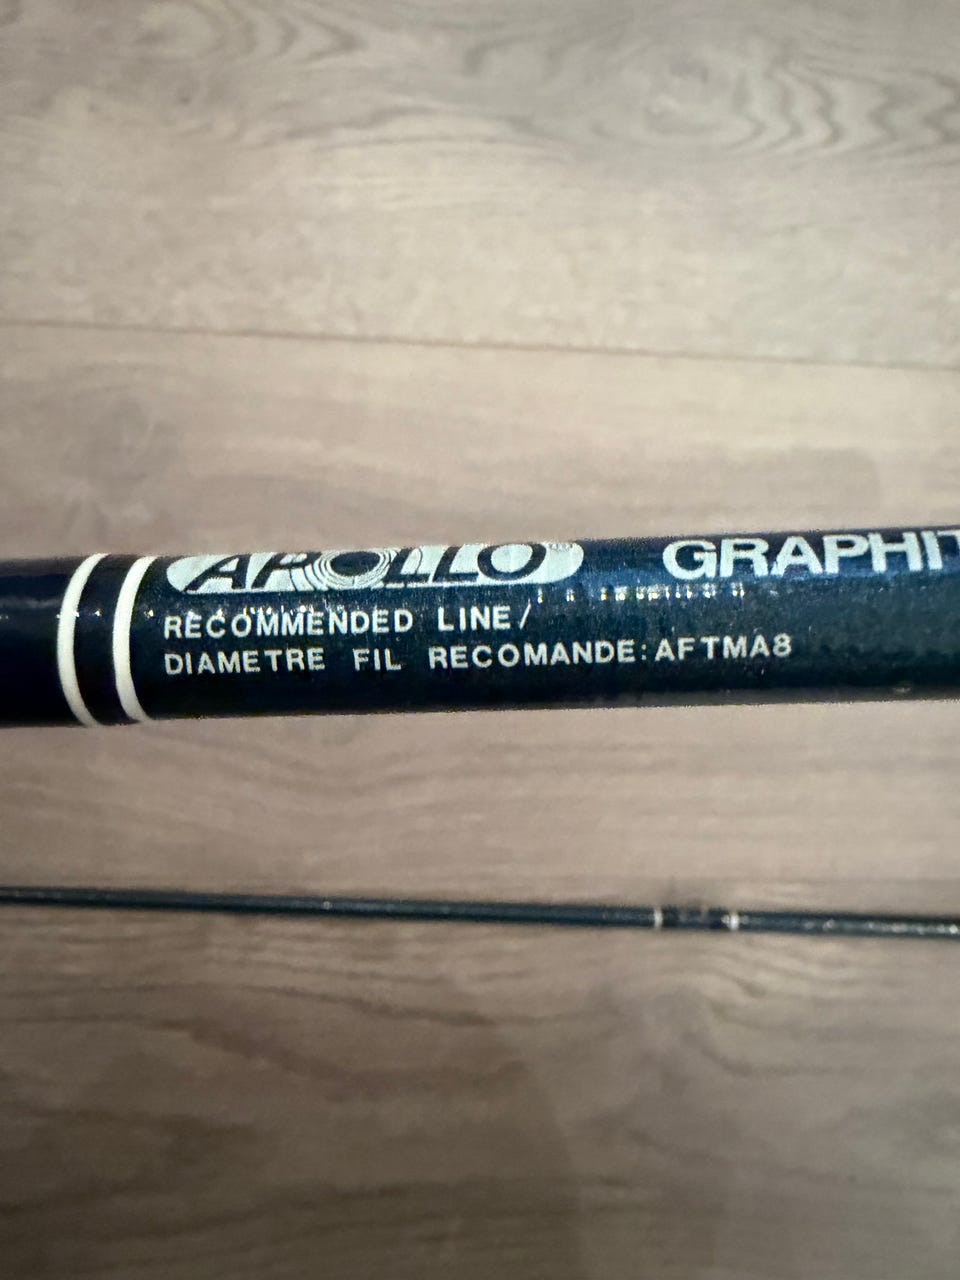 APOLLO GRAPHIT
RECOMMENDED LINE/
DIAMETRE FIL RECOMANDE: AFTMA8